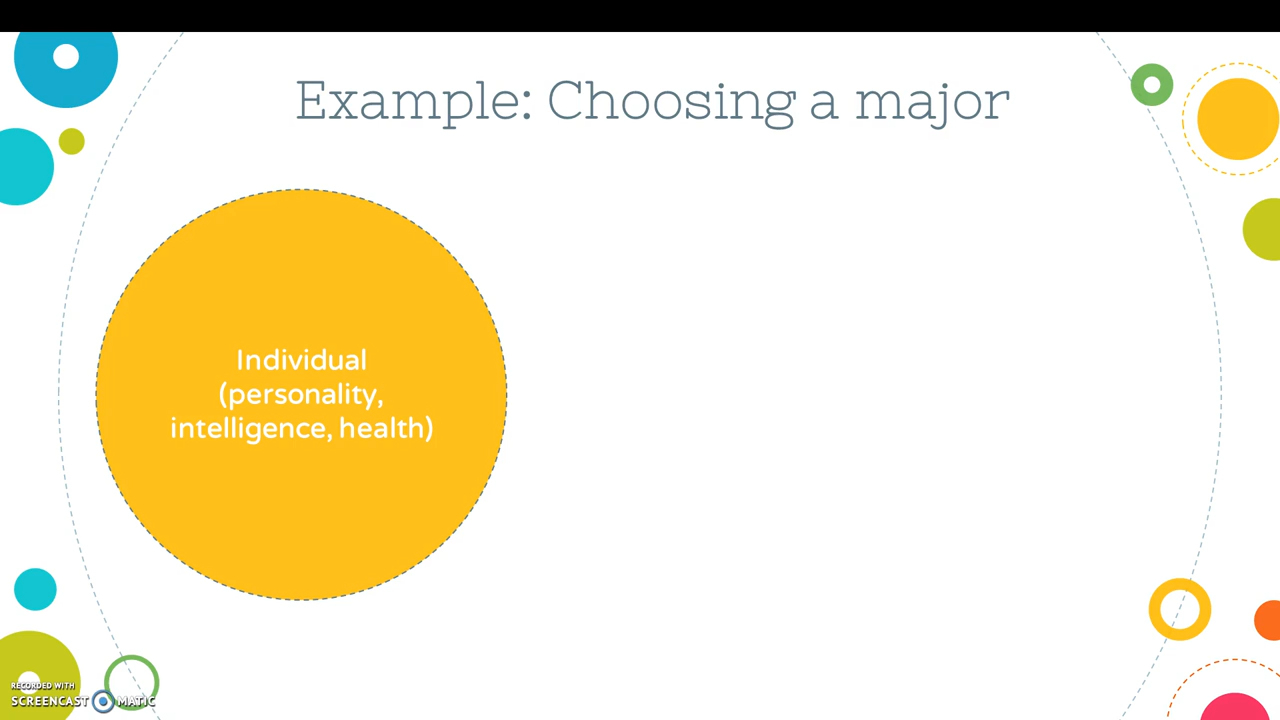 Example: Choosing a major
Individual
(personality,
intelligence, health)
RECORDED WITH
SCREENCAST MATIC